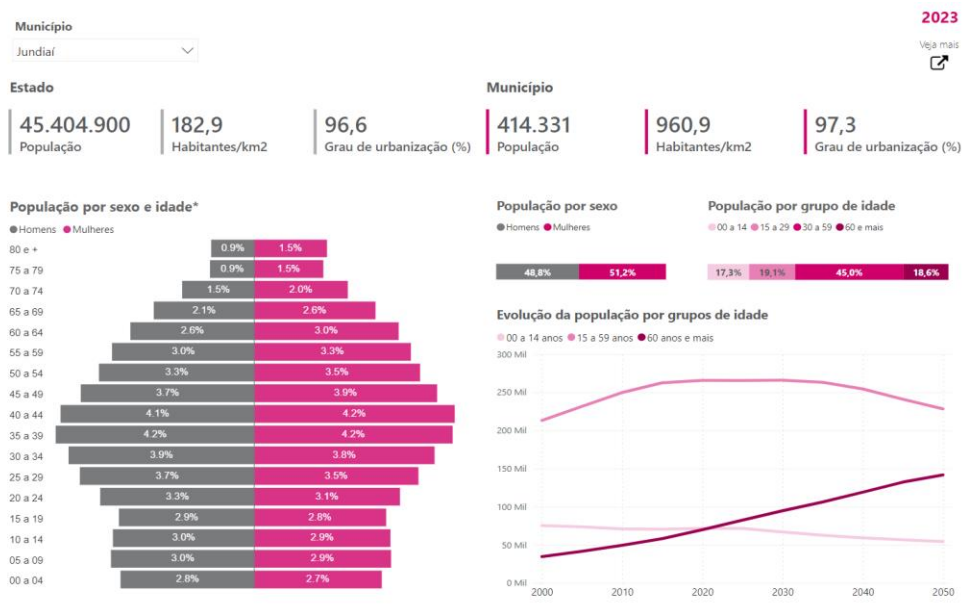 2023
Município
Jundiaí
Veja mais
Estado
45.404.900
População
182,9
Habitantes/km2
96,6
Grau de urbanização (%)
Município
414.331
População
960,9
Habitantes/km2
97,3
Grau de urbanização (%)
População por sexo e idade*
Homens Mulheres
80 e + 0.9% 1.5%
75 a 79 0.9% 1.5%
70 a 74 1.5% 2.0%
65 a 69 2.1% 2.6%
60 a 64 2.6% 3.0%
55 a 59 3.0% 3.3%
50 a 54 3.3% 3.5%
45 a 49 3.7% 3.9%
40 a 44 4.1% 4.2%
35 a 39 4.2% 4.2%
30 a 34 3.9% 3.8%
25 a 29 3.7% 3.5%
20 a 24 3.3% 3.1%
15 a 19 2.9% 2.8%
10 a 14 3.0% 2.9%
05 a 09 3.0% 2.9%
00 a 04 2.8% 2.7%
População por sexo
Homens Mulheres
48,8% 51,2%
População por grupo de idade
00 a 14 15 a 29 30 a 59 60 e mais
17,3% 19,1% 45,0% 18,6%
Evolução da população por grupos de idade
00 a 14 anos 15 a 59 anos 60 anos e mais
300 Mil
250 Mil
200 Mil
150 Mil
100 Mil
50 Mil
0 Mil
2000 2010 2020 2030 2040 2050